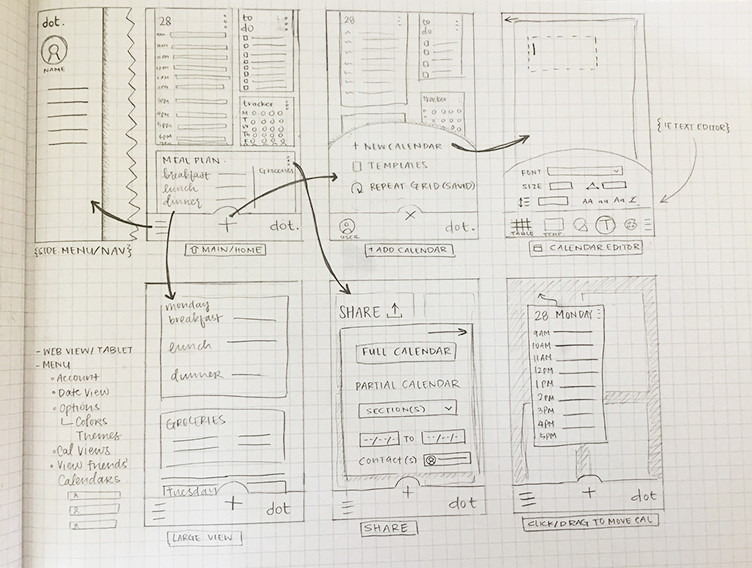 dot.
NAME
{SIDE MENU/NAV}
28
9AM
to
do
tracker
M
T
W
T
F
MEAL PLAN.
breakfast
lunch
dinner
GROCERIES
+
dot.
MAIN/HOME
28
to
do
tracker
+ NEW CALENDAR
TEMPLATES
REPEAT GRID (SAVED)
×
USER
dot.
+ ADD CALENDAR
FONT
SIZE
AA aa Aa
TABLE
TEMP
T
CALENDAR EDITOR
{IF TEXT EDITOR}
- WEB VIEW/TABLET
- MENU
Account
Date View
Options
Colors
Themes
Cal Views
View Friends'
Calendars
monday
breakfast
lunch
dinner
GROCERIES
Tuesday
+
dot
LARGE VIEW
SHARE
FULL CALENDAR
PARTIAL CALENDAR
SECTION(S)
--/--/-- TO --/--/--
CONTACT(S)
+
dot
SHARE
28 MONDAY
9AM
10AM
11AM
12PM
1PM
2PM
3PM
4PM
5PM
+
dot
CLICK/DRAG TO MOVE CAL